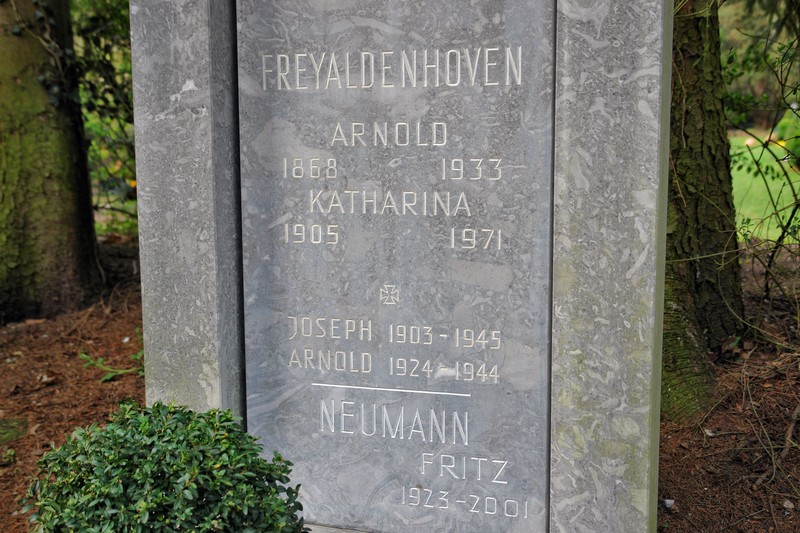 FREYALDENHOVEN
ARNOLD
1868 1933
KATHARINA
1905 1971
JOSEPH 1903-1945
ARNOLD 1924-1944
NEUMANN
FRITZ
1923-2001